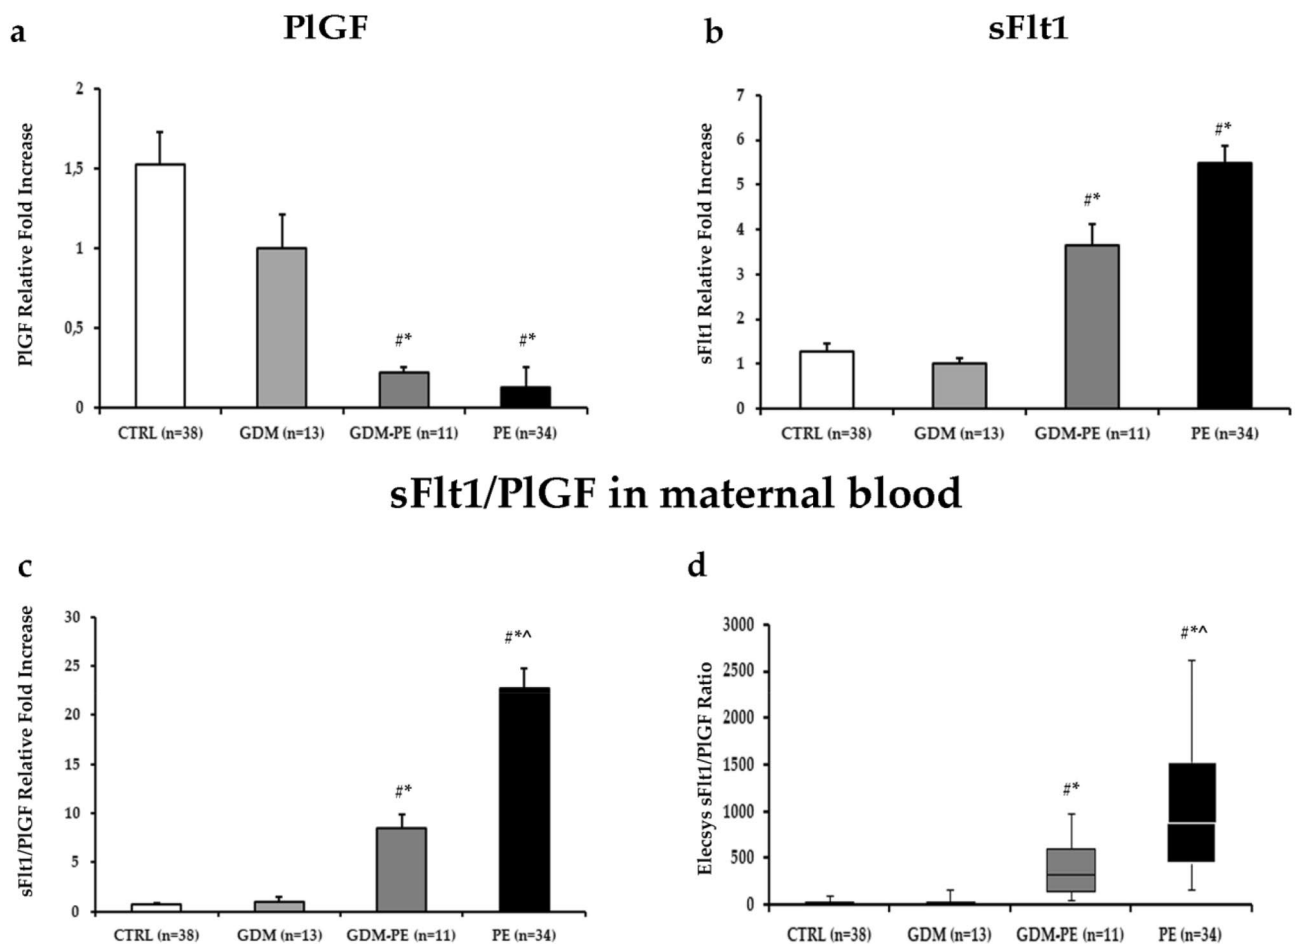 a
PlGF
PlGF Relative Fold Increase
2
1,5
1
0,5
0
#*
#*
CTRL (n=38) GDM (n=13) GDM-PE (n=11) PE (n=34)
b
sFlt1
sFlt1 Relative Fold Increase
7
6
5
4
3
2
1
0
#*
#*
CTRL (n=38) GDM (n=13) GDM-PE (n=11) PE (n=34)
sFlt1/PlGF in maternal blood
c
sFlt1/PlGF Relative Fold Increase
30
25
20
15
10
5
0
#*
#*^
CTRL (n=38) GDM (n=13) GDM-PE (n=11) PE (n=34)
d
Elecsys sFlt1/PlGF Ratio
3000
2500
2000
1500
1000
500
0
#*
#*^
CTRL (n=38) GDM (n=13) GDM-PE (n=11) PE (n=34)